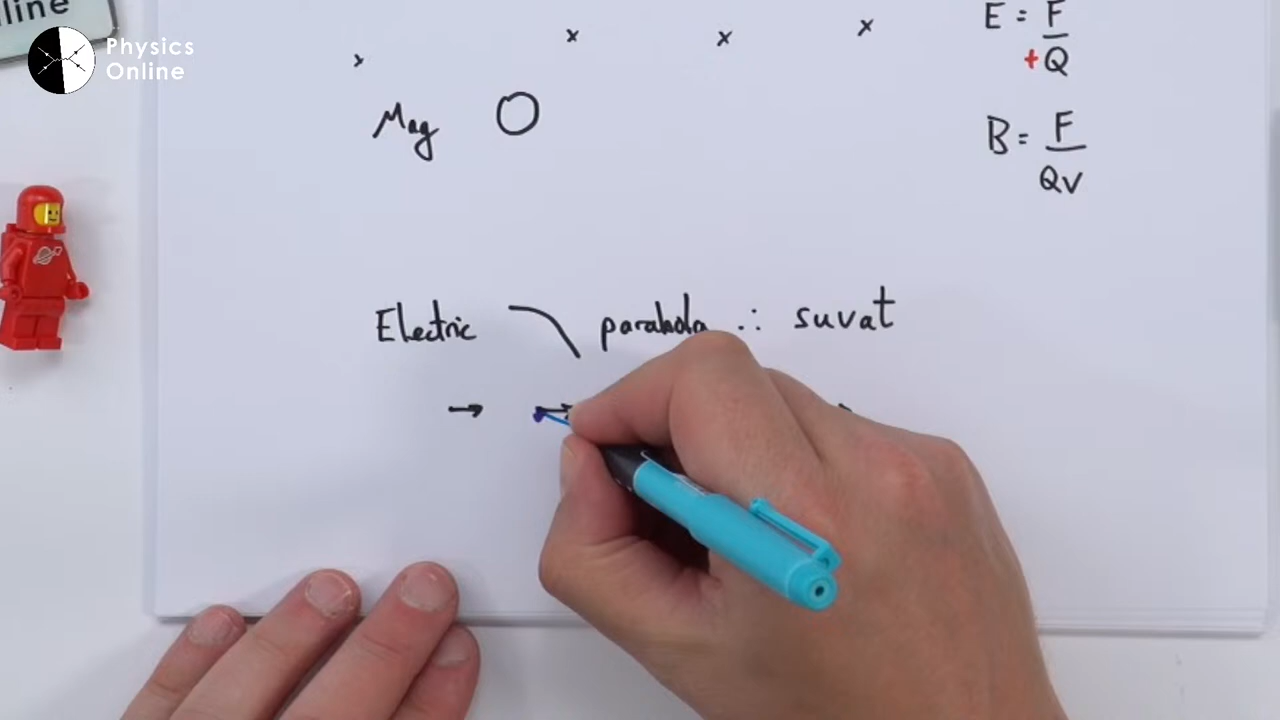 line
Physics
Online
x x x x
E = F
+Q
Mag
B = F
Qv
Electric parabola ∴ suvat